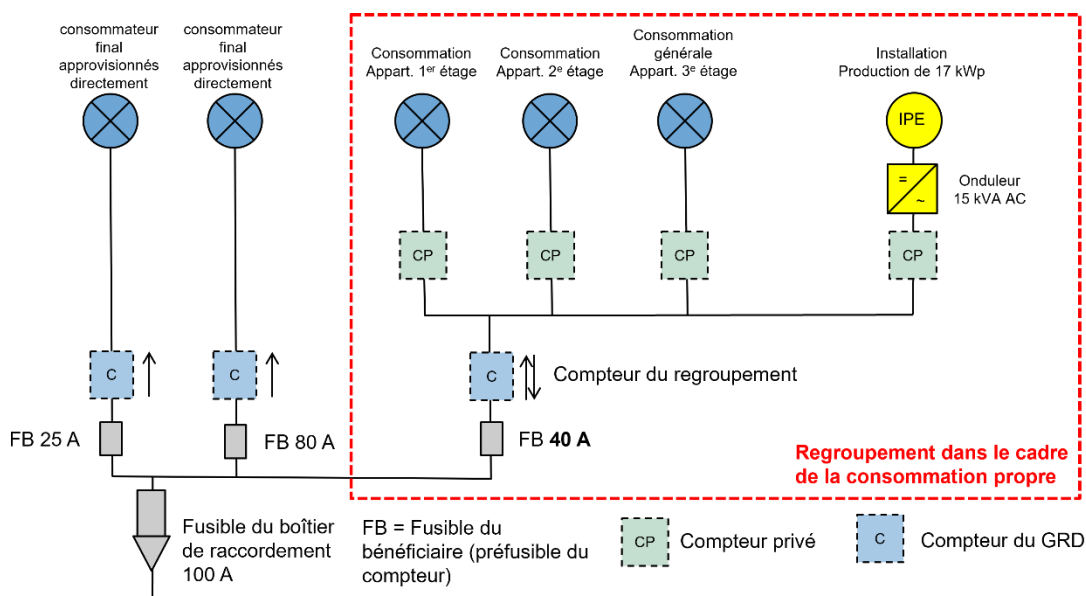 consommateur
final
approvisionnés
directement
consommateur
final
approvisionnés
directement
Consommation
Appart. 1er étage
Consommation
Appart. 2e étage
Consommation
générale
Appart. 3e étage
Installation
Production de 17 kWp
IPE
=
~
Onduleur
15 kVA AC
CP
CP
CP
CP
C
C
C
Compteur du regroupement
FB 25 A
FB 80 A
FB 40 A
Regroupement dans le cadre
de la consommation propre
Fusible du boîtier
de raccordement
100 A
FB = Fusible du
bénéficiaire (préfusible du
compteur)
CP
Compteur privé
C
Compteur du GRD